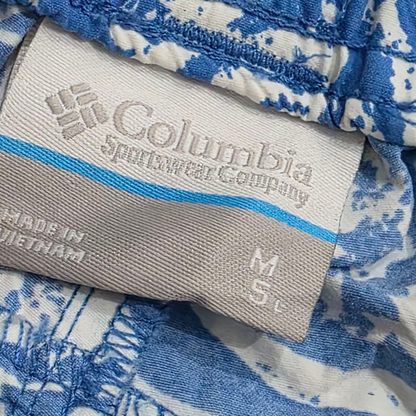 Columbia
Sportswear Company
MADE IN
VIETNAM
M
S L